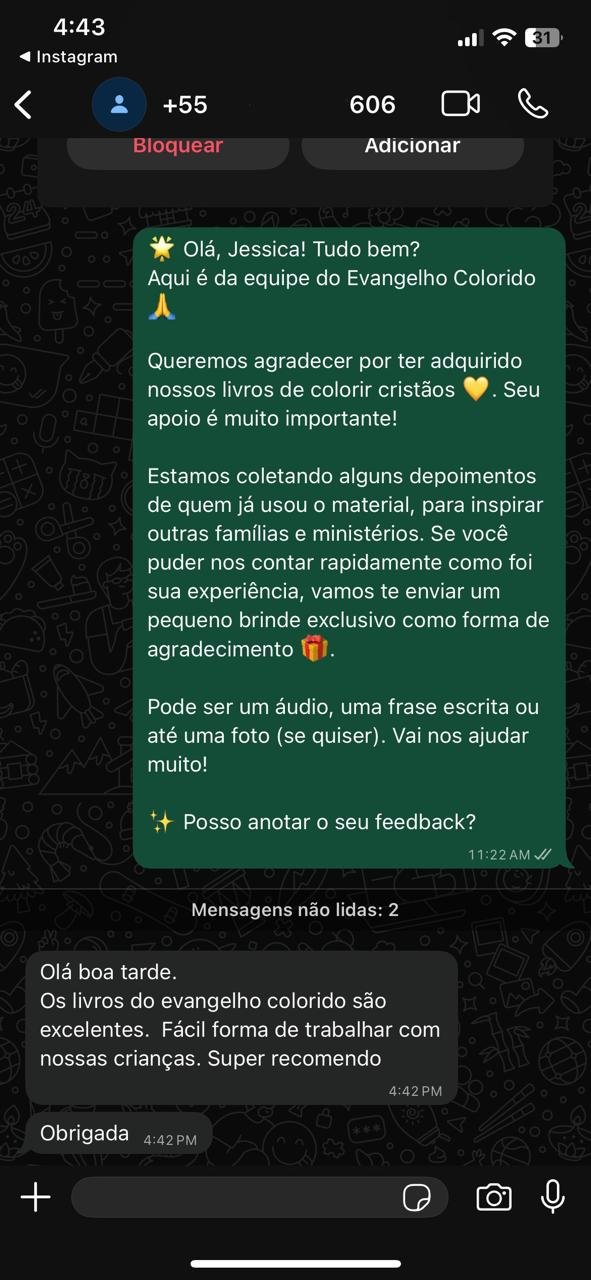 4:43
31
◀ Instagram
+55
606
Bloquear
Adicionar
🌟 Olá, Jessica! Tudo bem?
Aqui é da equipe do Evangelho Colorido
🙏
Queremos agradecer por ter adquirido
nossos livros de colorir cristãos 💛. Seu
apoio é muito importante!
Estamos coletando alguns depoimentos
de quem já usou o material, para inspirar
outras famílias e ministérios. Se você
puder nos contar rapidamente como foi
sua experiência, vamos te enviar um
pequeno brinde exclusivo como forma de
agradecimento 🎁.
Pode ser um áudio, uma frase escrita ou
até uma foto (se quiser). Vai nos ajudar
muito!
✨ Posso anotar o seu feedback?
11:22 AM
Mensagens não lidas: 2
Olá boa tarde.
Os livros do evangelho colorido são
excelentes.  Fácil forma de trabalhar com
nossas crianças. Super recomendo
4:42 PM
Obrigada 4:42 PM